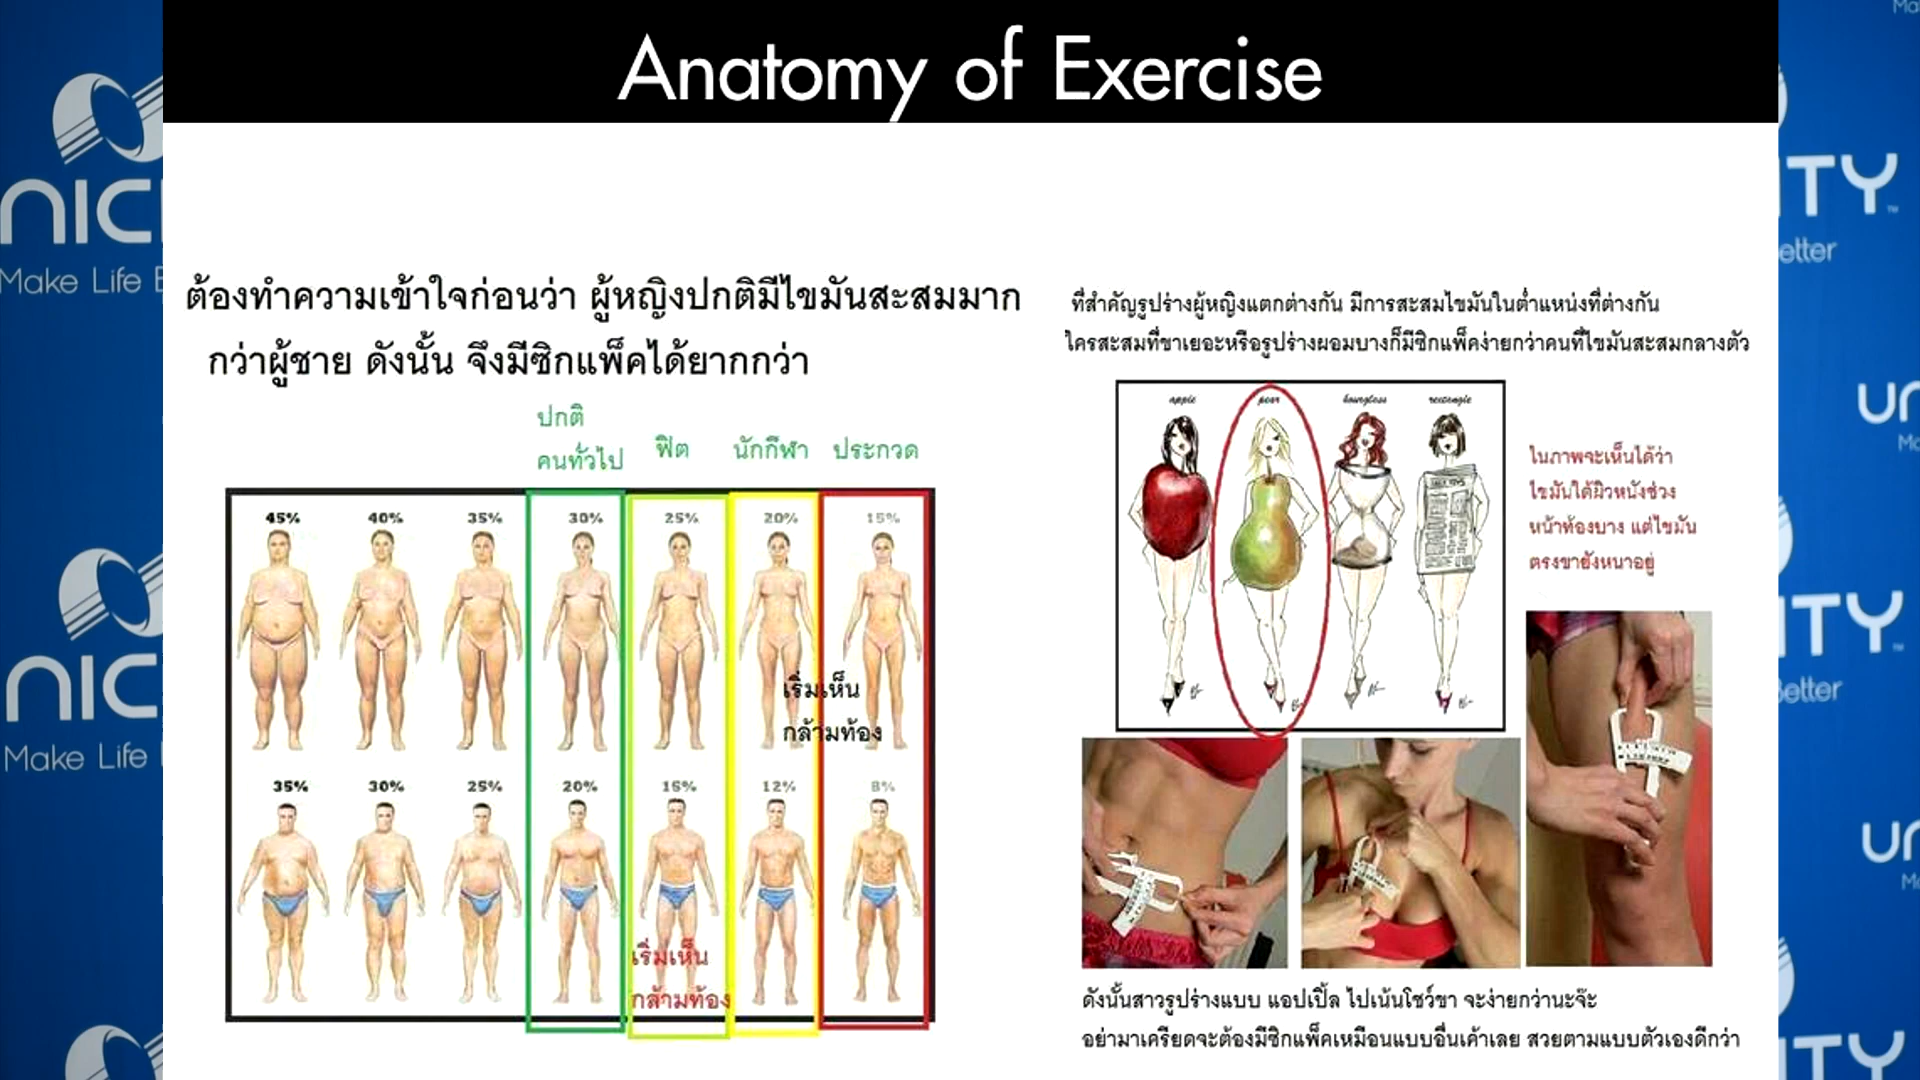 Anatomy of Exercise
ต้องทำความเข้าใจก่อนว่า ผู้หญิงปกติมีไขมันสะสมมาก
กว่าผู้ชาย ดังนั้น จึงมีซิกแพ็คได้ยากกว่า
ปกติ
คนทั่วไป
ฟิต
นักกีฬา
ประกวด
45% 40% 35% 30% 25% 20% 15%
เริ่มเห็น
กล้ามท้อง
35% 30% 25% 20% 15% 12% 8%
เริ่มเห็น
กล้ามท้อง
ที่สำคัญรูปร่างผู้หญิงแตกต่างกัน มีการสะสมไขมันในตำแหน่งที่ต่างกัน
ใครสะสมที่ขาเยอะหรือรูปร่างผอมบางก็มีซิกแพ็คง่ายกว่าคนที่ไขมันสะสมกลางตัว
apple pear hourglass rectangle
ในภาพจะเห็นได้ว่า
ไขมันใต้ผิวหนังช่วง
หน้าท้องบาง แต่ไขมัน
ตรงขายังหนาอยู่
ดังนั้นสาวรูปร่างแบบ แอปเปิ้ล ไปเน้นโชว์ขา จะง่ายกว่านะจ๊ะ
อย่ามาเครียดจะต้องมีซิกแพ็คเหมือนแบบอื่นเค้าเลย สวยตามแบบตัวเองดีกว่า
NIC
Make Life
ITY
etter
UN
NIC
Make Life
ITY
Better
UN
ITY